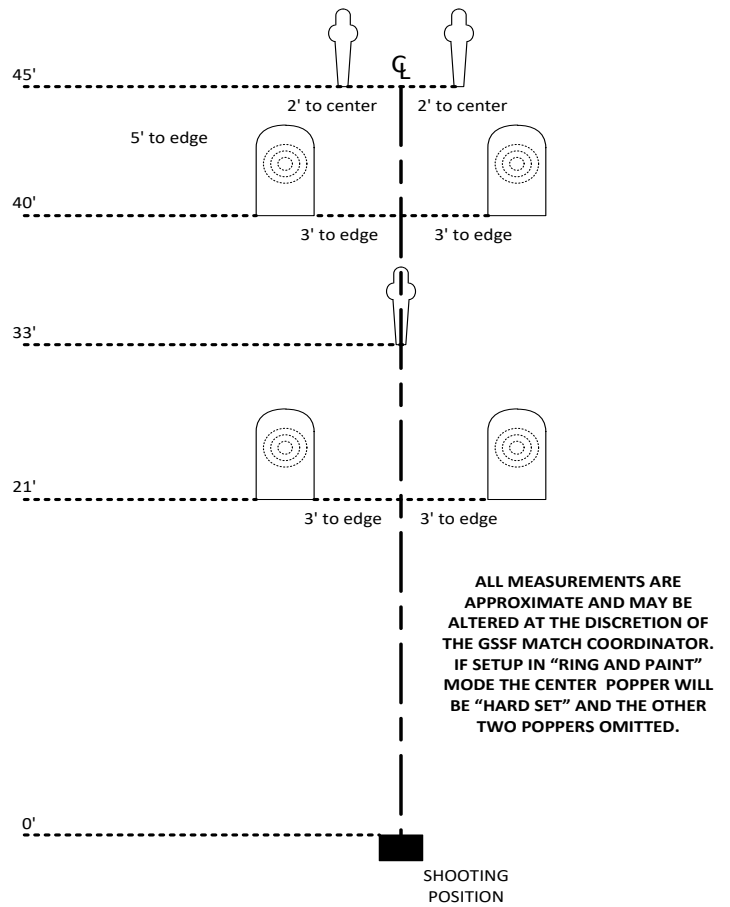 ℄
45'
2' to center 2' to center
5' to edge
40'
3' to edge 3' to edge
33'
21'
3' to edge 3' to edge
ALL MEASUREMENTS ARE
APPROXIMATE AND MAY BE
ALTERED AT THE DISCRETION OF
THE GSSF MATCH COORDINATOR.
IF SETUP IN “RING AND PAINT”
MODE THE CENTER POPPER WILL
BE “HARD SET” AND THE OTHER
TWO POPPERS OMITTED.
0'
SHOOTING
POSITION